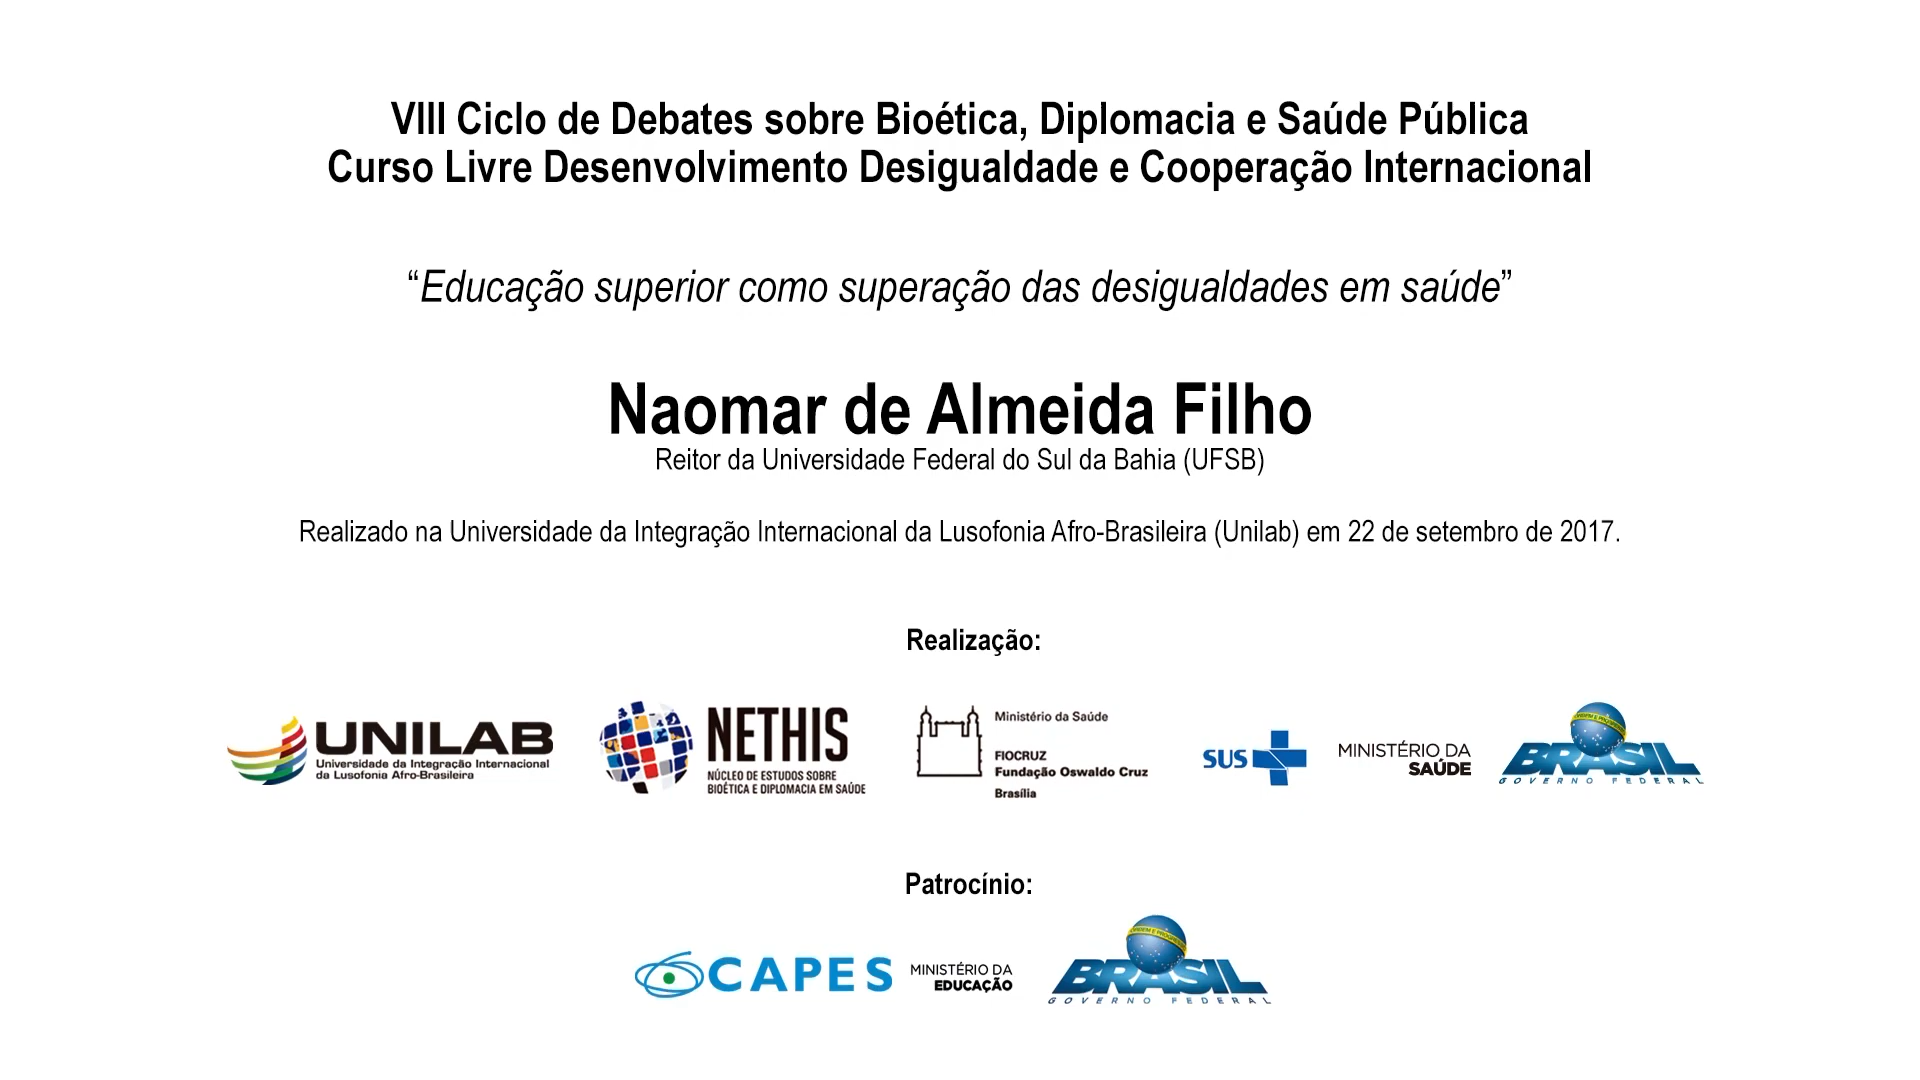 VIII Ciclo de Debates sobre Bioética, Diplomacia e Saúde Pública
Curso Livre Desenvolvimento Desigualdade e Cooperação Internacional
“Educação superior como superação das desigualdades em saúde”
Naomar de Almeida Filho
Reitor da Universidade Federal do Sul da Bahia (UFSB)
Realizado na Universidade da Integração Internacional da Lusofonia Afro-Brasileira (Unilab) em 22 de setembro de 2017.
Realização:
UNILAB
Universidade da Integração Internacional
da Lusofonia Afro-Brasileira
NETHIS
NÚCLEO DE ESTUDOS SOBRE
BIOÉTICA E DIPLOMACIA EM SAÚDE
Ministério da Saúde
FIOCRUZ
Fundação Oswaldo Cruz
Brasília
SUS
MINISTÉRIO DA
SAÚDE
ORDEM E PROGRESSO
BRASIL
GOVERNO FEDERAL
Patrocínio:
CAPES
MINISTÉRIO DA
EDUCAÇÃO
ORDEM E PROGRESSO
BRASIL
GOVERNO FEDERAL